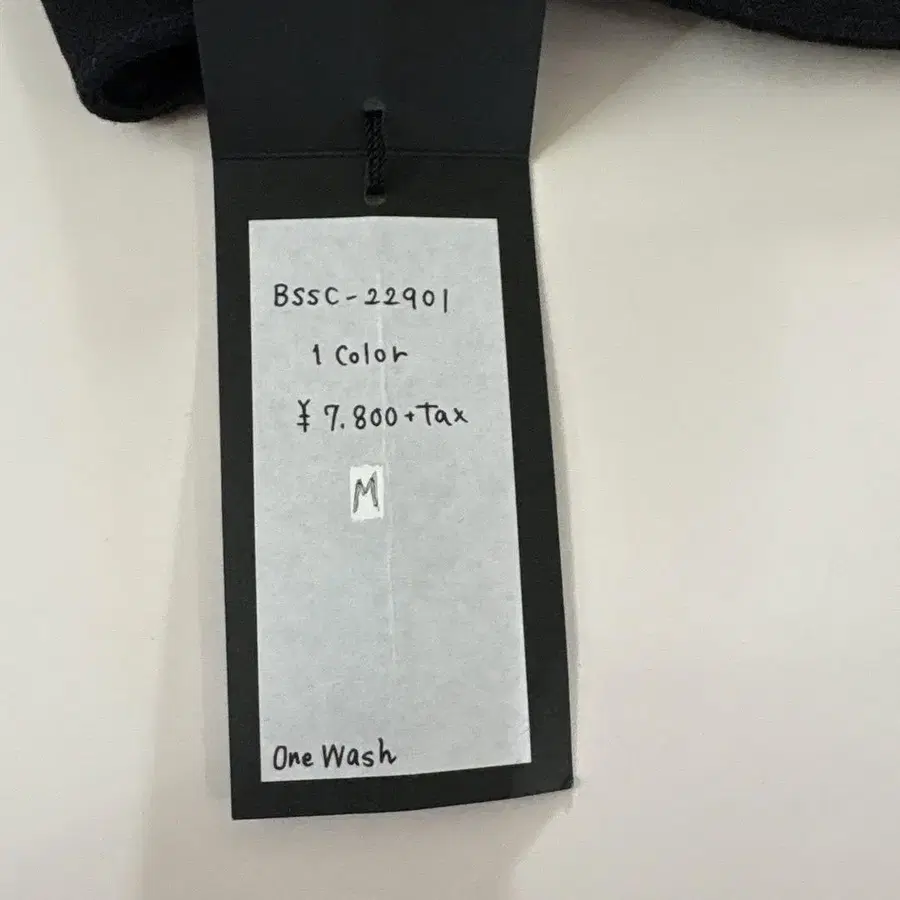 BSSC-22901
1 Color
¥ 7.800+Tax
M
One Wash